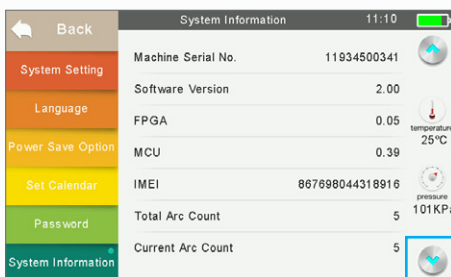 Back
System Information 11:10
System Setting
Language
Power Save Option
Set Calendar
Password
System Information
Machine Serial No. 11934500341
Software Version 2.00
FPGA 0.05
MCU 0.39
IMEI 867698044318916
Total Arc Count 5
Current Arc Count 5
temperature
25°C
pressure
101KPa